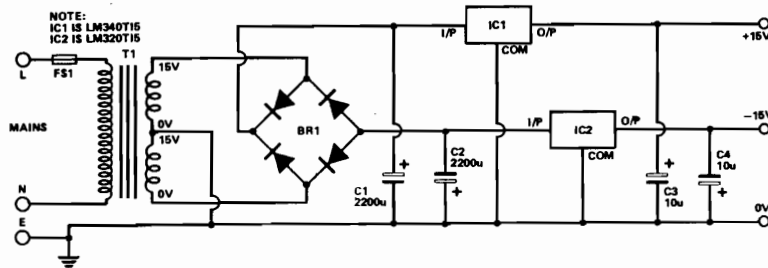 NOTE:
IC1 IS LM340T15
IC2 IS LM320T15
T1
L
FS1
15V
0V
15V
0V
MAINS
N
E
BR1
I/P
IC1
O/P
COM
+15V
I/P
IC2
O/P
COM
-15V
C1
2200u
C2
2200u
C3
10u
C4
10u
0V
+
+
+
+